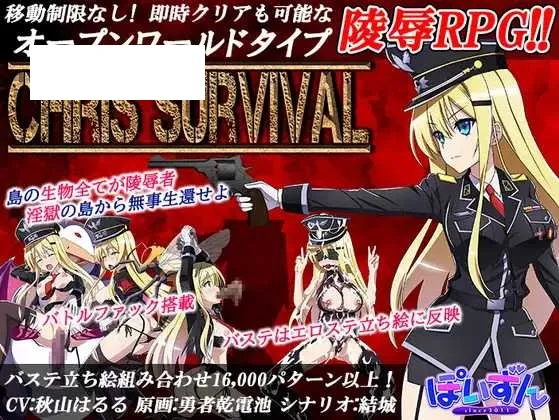 移動制限なし!即時クリアも可能な
オープンワールドタイプ
陵辱RPG!!
CHRIS SURVIVAL
島の生物全てが陵辱者
淫獄の島から無事生還せよ
バトルファック搭載
バステはエロステ立ち絵に反映
バステ立ち絵組み合わせ16,000パターン以上!
CV:秋山はるる 原画:勇者乾電池 シナリオ:結城
ぽいずん
since2011